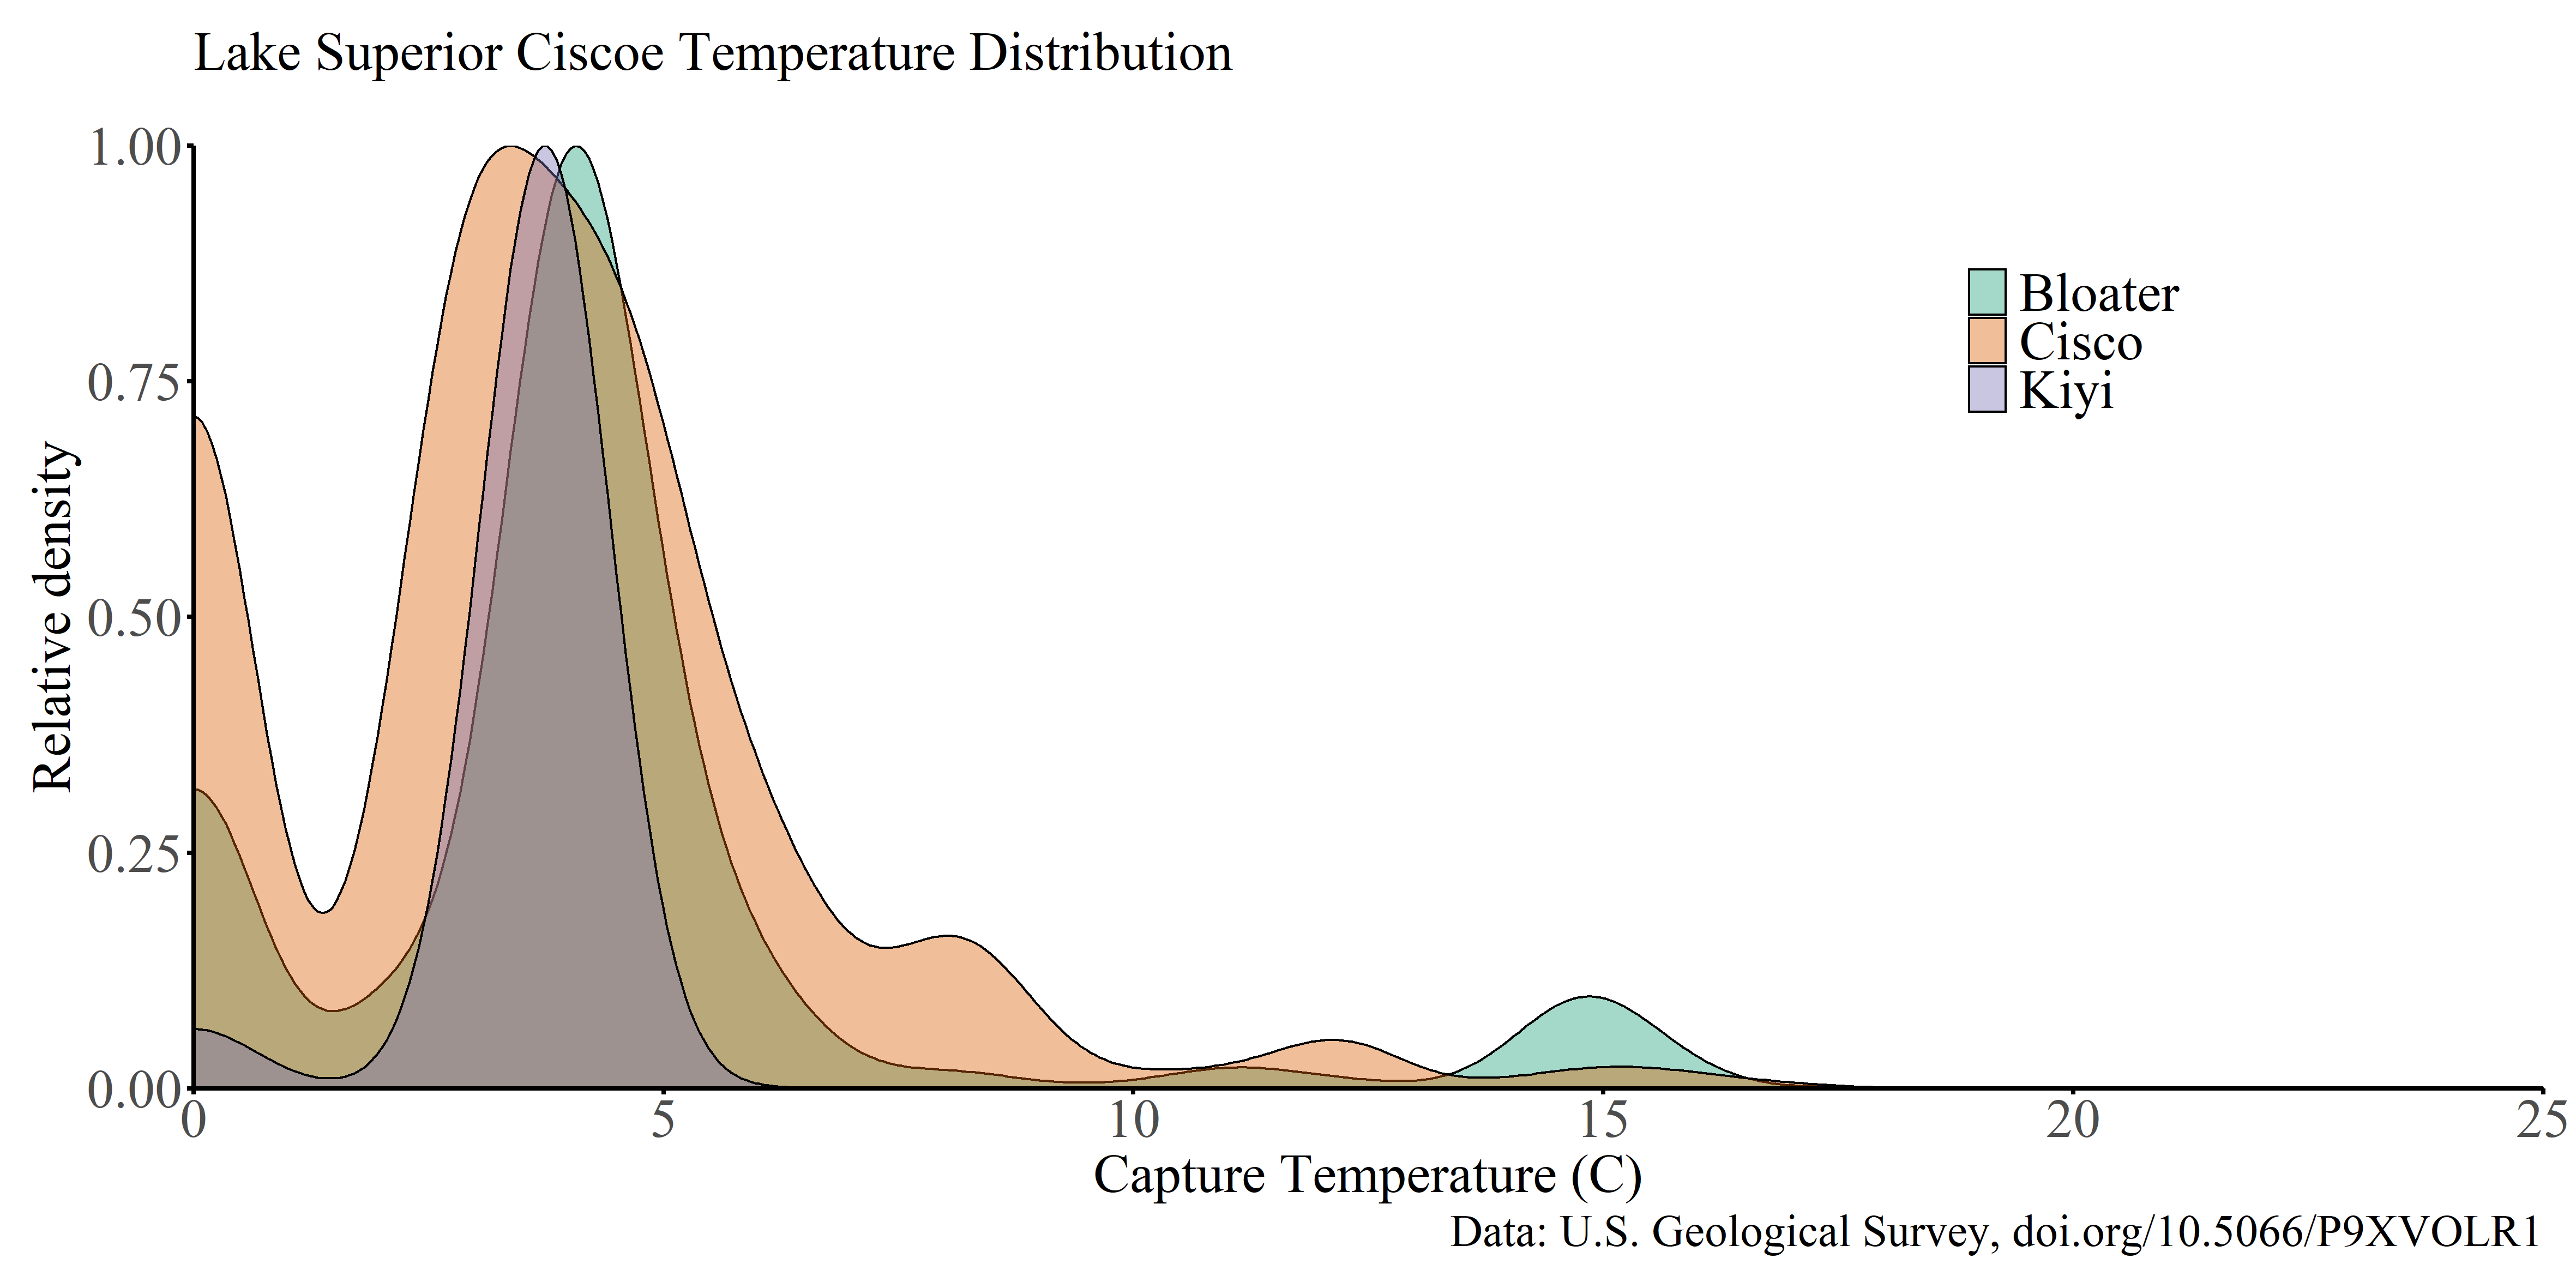 Lake Superior Ciscoe Temperature Distribution
1.00
0.75
0.50
0.25
0.00
Relative density
Bloater
Cisco
Kiyi
0 5 10 15 20 25
Capture Temperature (C)
Data: U.S. Geological Survey, doi.org/10.5066/P9XVOLR1